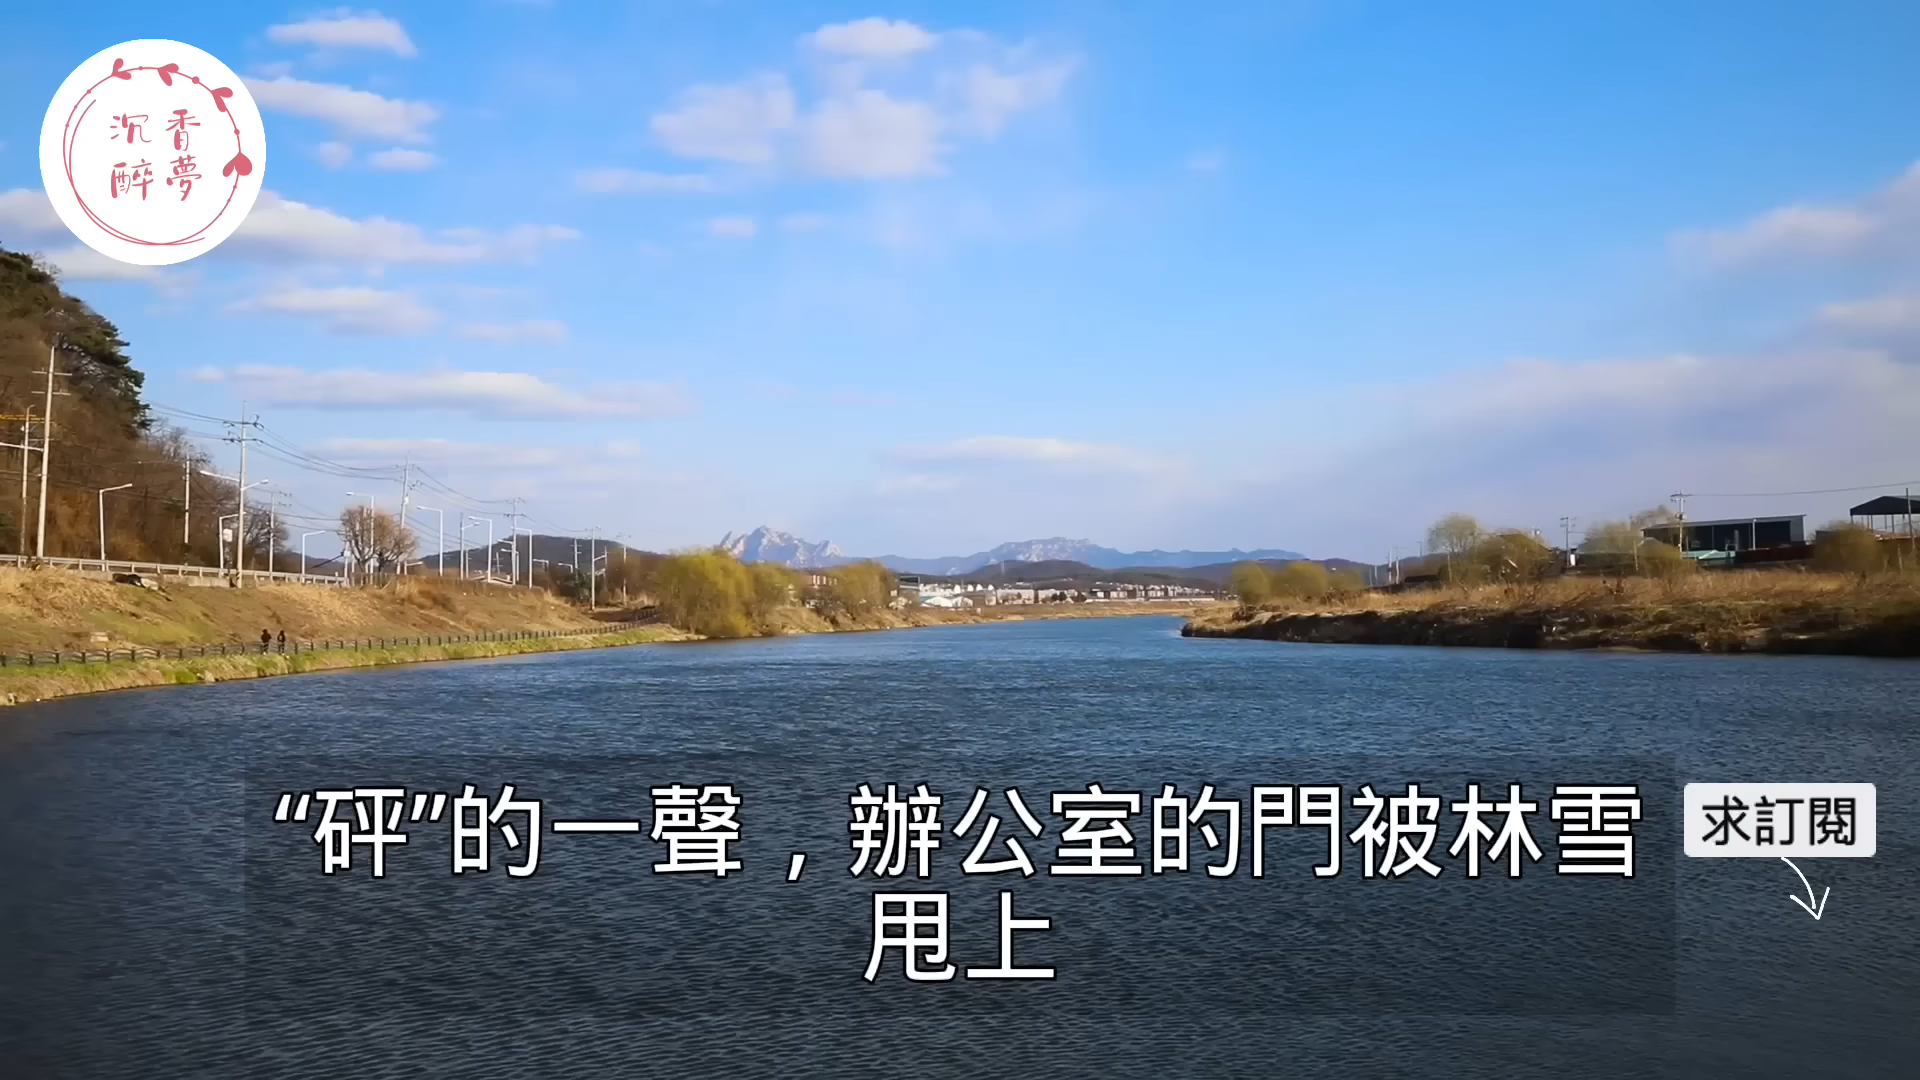 沉香
醉夢
“砰”的一聲，辦公室的門被林雪
甩上
求訂閱